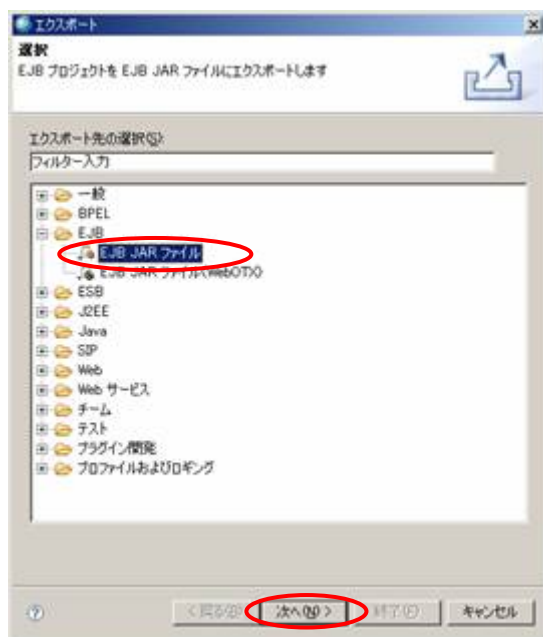 エクスポート
選択
EJB プロジェクトを EJB JAR ファイルにエクスポートします
エクスポート先の選択(S):
フィルター入力
一般
BPEL
EJB
EJB JAR ファイル
EJB JAR ファイル(WebOTX)
ESB
J2EE
Java
SIP
Web
Web サービス
チーム
テスト
プラグイン開発
プロファイルおよびロギング
< 戻る(B)
次へ(N) >
終了(F)
キャンセル